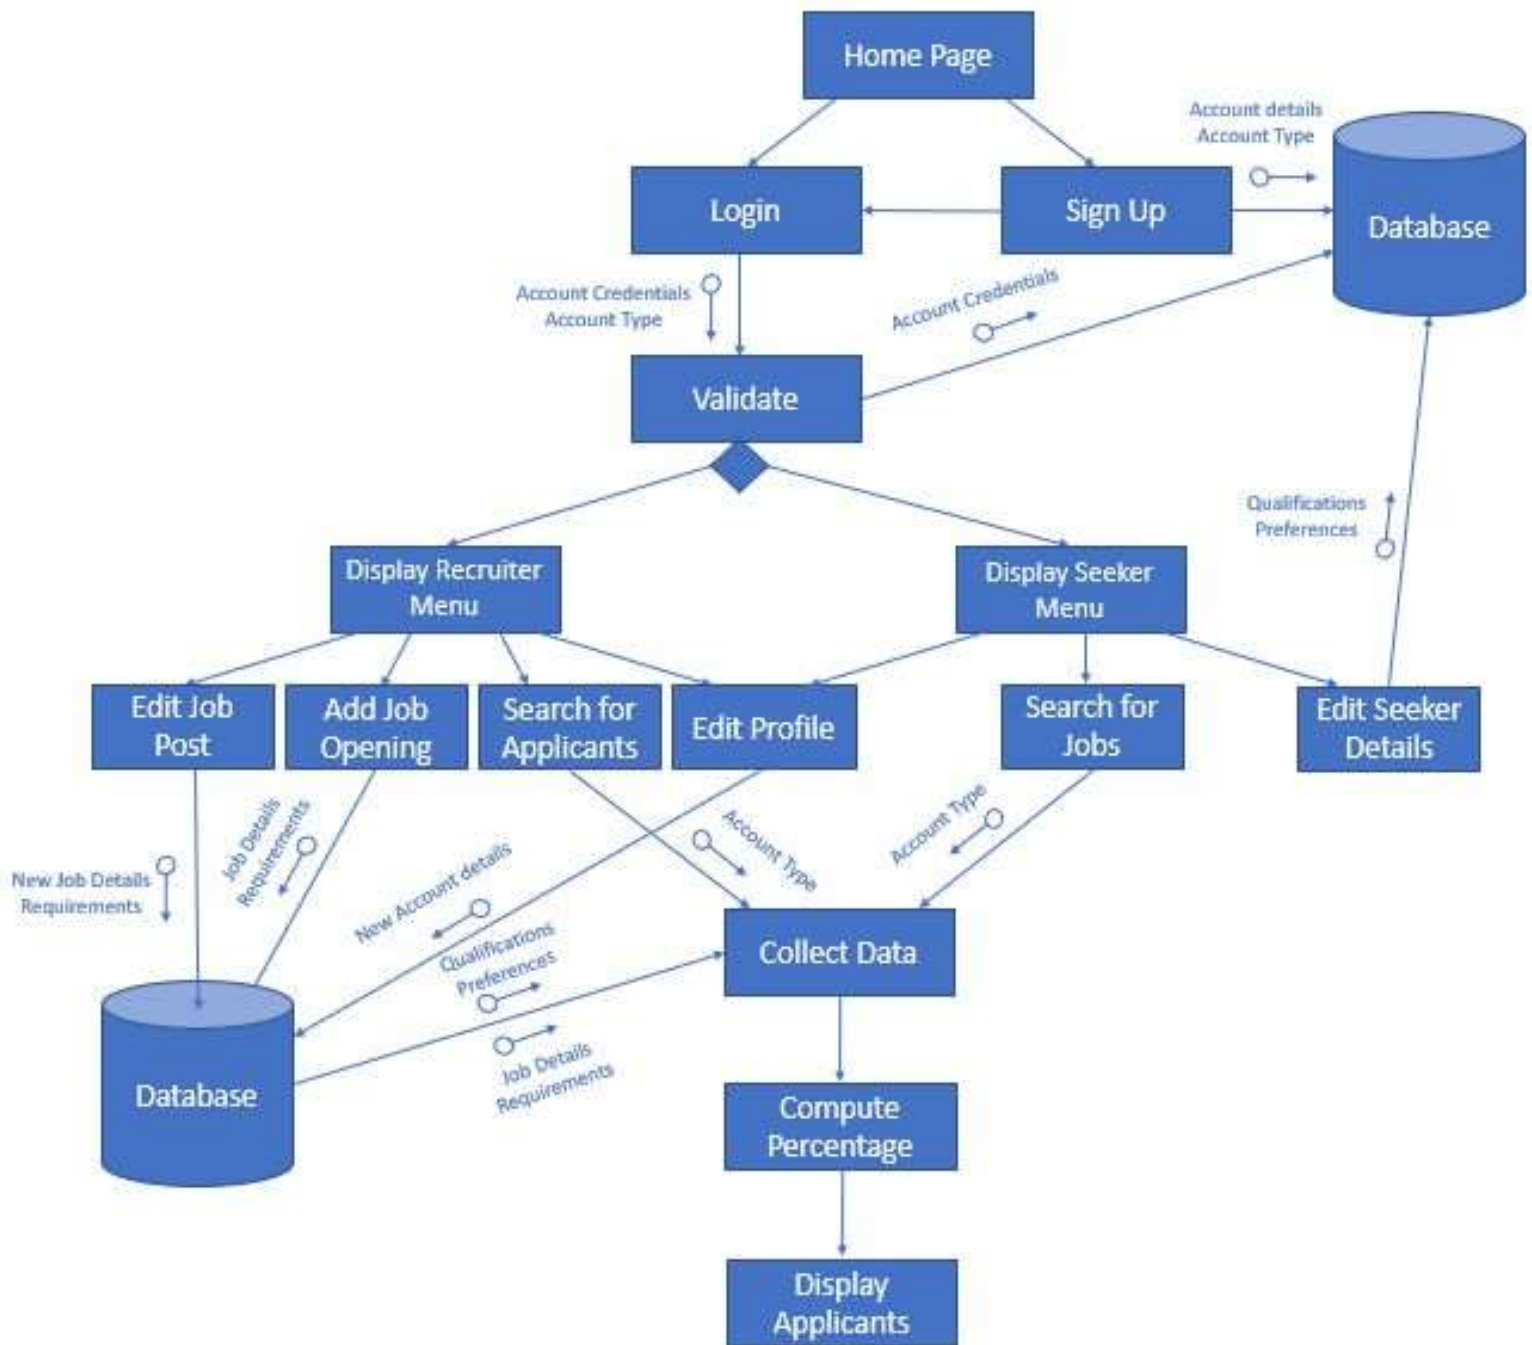 Home Page
Account details
Account Type
Login
Sign Up
Database
Account Credentials
Account Type
Account Credentials
Validate
Qualifications
Preferences
Display Recruiter
Menu
Display Seeker
Menu
Edit Job
Post
Add Job
Opening
Search for
Applicants
Edit Profile
Search for
Jobs
Edit Seeker
Details
New Job Details
Requirements
Job Details
Requirements
New Account details
Account Type
Account Type
Qualifications
Preferences
Collect Data
Job Details
Requirements
Database
Compute
Percentage
Display
Applicants